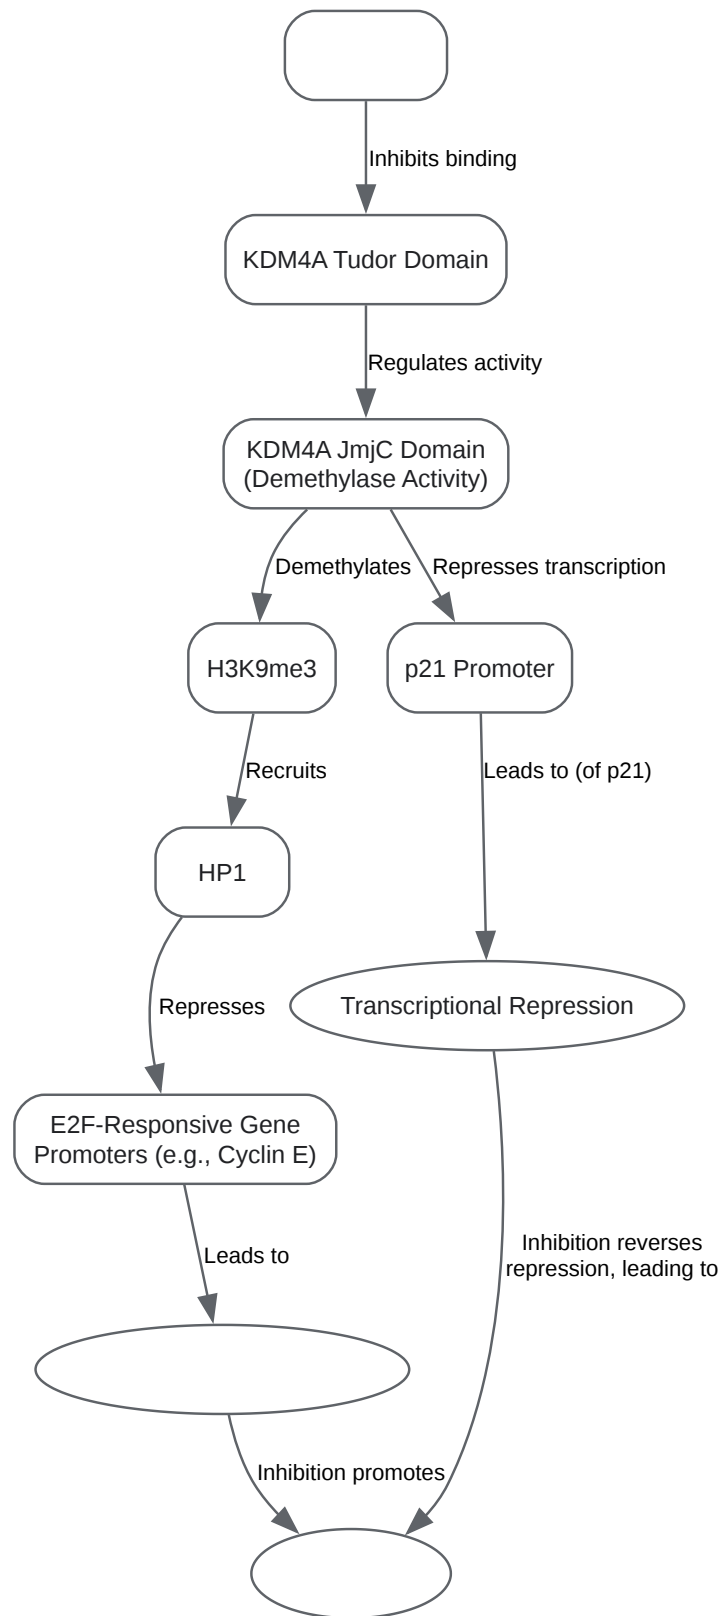 Inhibits binding
KDM4A Tudor Domain
Regulates activity
KDM4A JmjC Domain
(Demethylase Activity)
Demethylates
Represses transcription
H3K9me3
p21 Promoter
Recruits
Leads to (of p21)
HP1
Represses
Transcriptional Repression
E2F-Responsive Gene
Promoters (e.g., Cyclin E)
Leads to
Inhibition reverses
repression, leading to
Inhibition promotes